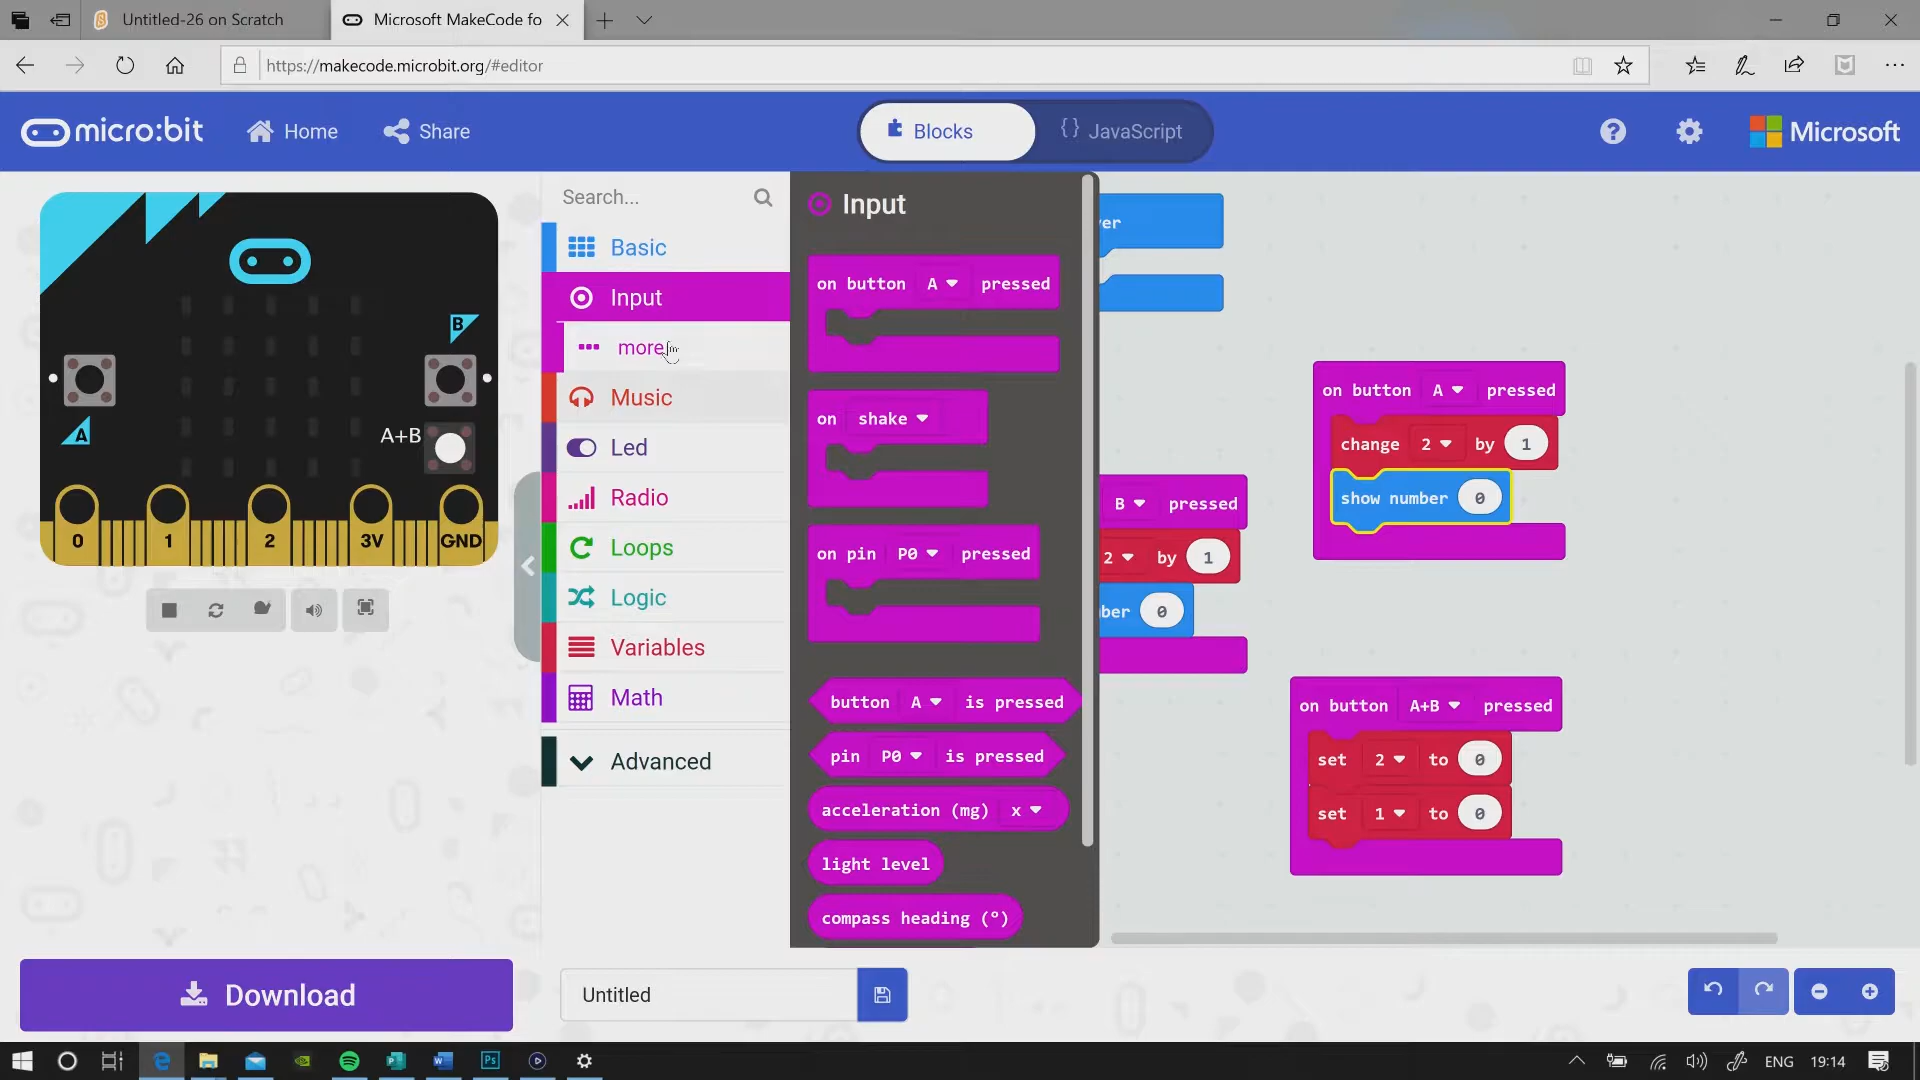 Untitled-26 on Scratch
Microsoft MakeCode fo
https://makecode.microbit.org/#editor
micro:bit
Home
Share
Blocks
{} JavaScript
?
Microsoft
Search...
Basic
Input
more
Music
Led
Radio
Loops
Logic
Variables
Math
Advanced
B
A
A+B
0 1 2 3V GND
Input
on button A pressed
on shake
on pin P0 pressed
button A is pressed
pin P0 is pressed
acceleration (mg) x
light level
compass heading (°)
ver
B pressed
2 by 1
ber 0
on button A pressed
change 2 by 1
show number 0
on button A+B pressed
set 2 to 0
set 1 to 0
Download
Untitled
ENG
19:14